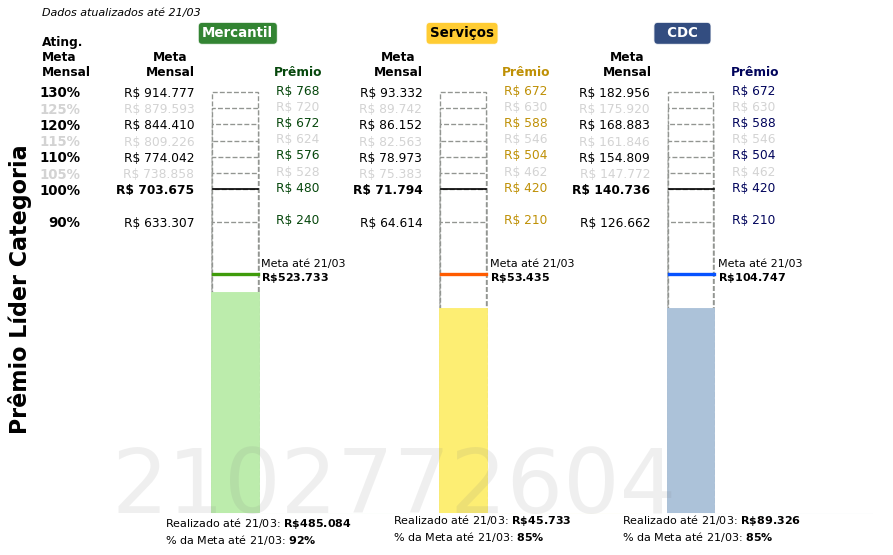 Dados atualizados até 21/03
Mercantil
Serviços
CDC
Ating. Meta Mensal
Meta Mensal
Prêmio
Meta Mensal
Prêmio
Meta Mensal
Prêmio
130% R$ 914.777 R$ 768 R$ 93.332 R$ 672 R$ 182.956 R$ 672
125% R$ 879.593 R$ 720 R$ 89.742 R$ 630 R$ 175.920 R$ 630
120% R$ 844.410 R$ 672 R$ 86.152 R$ 588 R$ 168.883 R$ 588
115% R$ 809.226 R$ 624 R$ 82.563 R$ 546 R$ 161.846 R$ 546
110% R$ 774.042 R$ 576 R$ 78.973 R$ 504 R$ 154.809 R$ 504
105% R$ 738.858 R$ 528 R$ 75.383 R$ 462 R$ 147.772 R$ 462
100% R$ 703.675 R$ 480 R$ 71.794 R$ 420 R$ 140.736 R$ 420
90% R$ 633.307 R$ 240 R$ 64.614 R$ 210 R$ 126.662 R$ 210
Meta até 21/03
R$523.733
Meta até 21/03
R$53.435
Meta até 21/03
R$104.747
Prêmio Líder Categoria
2102772604
Realizado até 21/03: R$485.084
% da Meta até 21/03: 92%
Realizado até 21/03: R$45.733
% da Meta até 21/03: 85%
Realizado até 21/03: R$89.326
% da Meta até 21/03: 85%